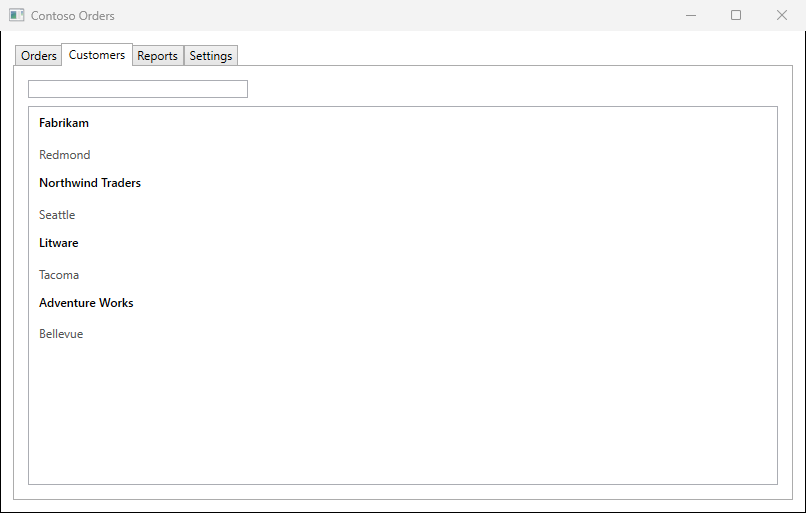 Contoso Orders
Orders Customers Reports Settings
Fabrikam
Redmond
Northwind Traders
Seattle
Litware
Tacoma
Adventure Works
Bellevue